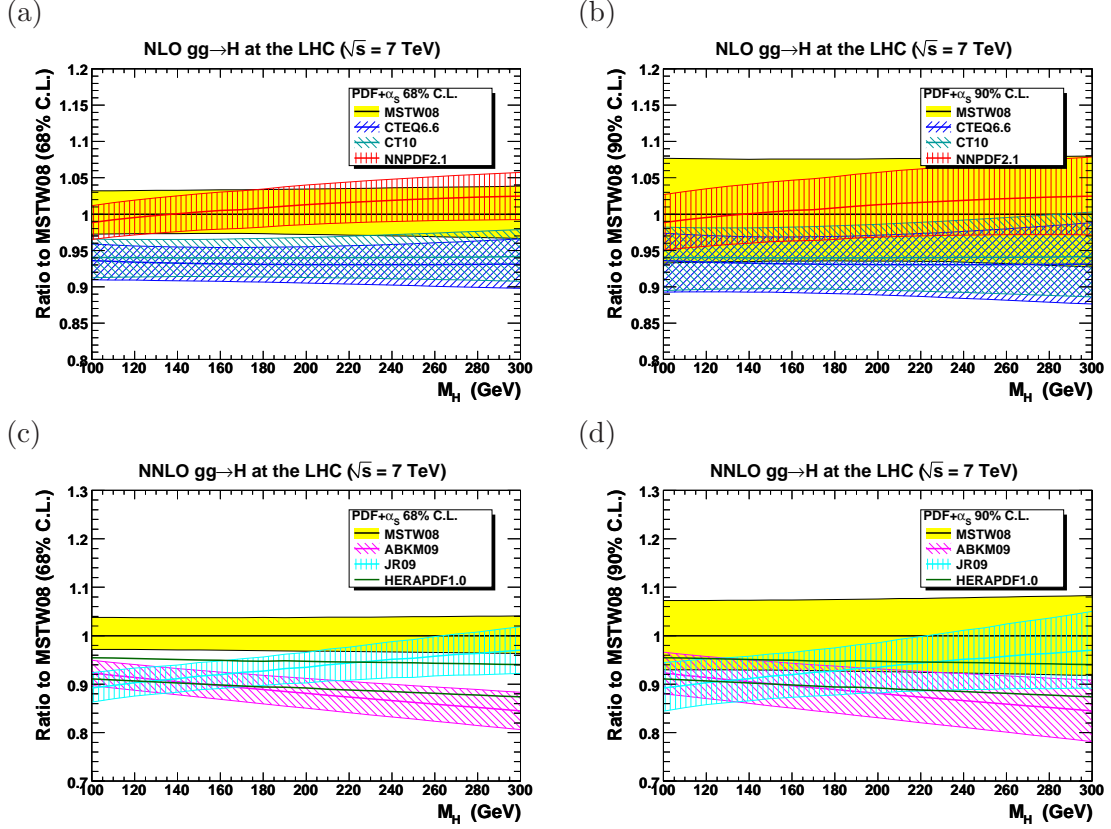 (a)
NLO gg→H at the LHC (√s = 7 TeV)
Ratio to MSTW08 (68% C.L.)
1.2
1.15
1.1
1.05
1
0.95
0.9
0.85
0.8
PDF+αS 68% C.L.
MSTW08
CTEQ6.6
CT10
NNPDF2.1
100 120 140 160 180 200 220 240 260 280 300
MH (GeV)
(b)
NLO gg→H at the LHC (√s = 7 TeV)
Ratio to MSTW08 (90% C.L.)
1.2
1.15
1.1
1.05
1
0.95
0.9
0.85
0.8
PDF+αS 90% C.L.
MSTW08
CTEQ6.6
CT10
NNPDF2.1
100 120 140 160 180 200 220 240 260 280 300
MH (GeV)
(c)
NNLO gg→H at the LHC (√s = 7 TeV)
Ratio to MSTW08 (68% C.L.)
1.3
1.2
1.1
1
0.9
0.8
0.7
PDF+αS 68% C.L.
MSTW08
ABKM09
JR09
HERAPDF1.0
100 120 140 160 180 200 220 240 260 280 300
MH (GeV)
(d)
NNLO gg→H at the LHC (√s = 7 TeV)
Ratio to MSTW08 (90% C.L.)
1.3
1.2
1.1
1
0.9
0.8
0.7
PDF+αS 90% C.L.
MSTW08
ABKM09
JR09
HERAPDF1.0
100 120 140 160 180 200 220 240 260 280 300
MH (GeV)